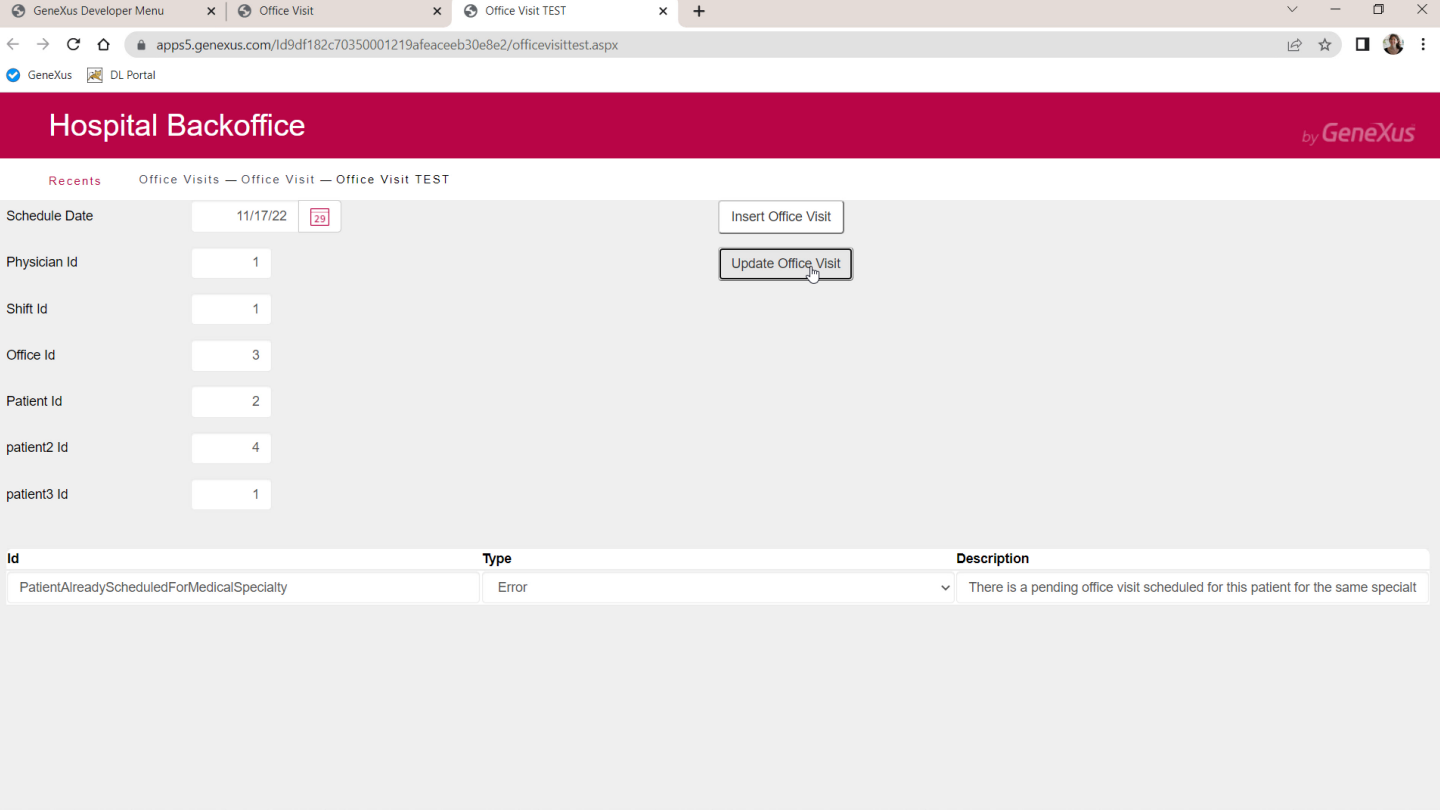 GeneXus Developer Menu
Office Visit
Office Visit TEST
apps5.genexus.com/Id9df182c70350001219afeaceeb30e8e2/officevisittest.aspx
GeneXus
DL Portal
Hospital Backoffice
by GeneXus
Recents
Office Visits — Office Visit — Office Visit TEST
Schedule Date 11/17/22 29
Insert Office Visit
Physician Id 1
Update Office Visit
Shift Id 1
Office Id 3
Patient Id 2
patient2 Id 4
patient3 Id 1
Id Type Description
PatientAlreadyScheduledForMedicalSpecialty Error There is a pending office visit scheduled for this patient for the same specialt